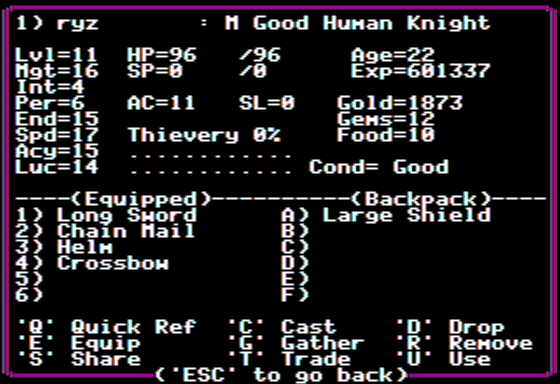 1) ryz : M Good Human Knight
Lvl=11 HP=96 /96 Age=22
Mgt=16 SP=0 /0 Exp=601337
Int=4
Per=6 AC=11 SL=0 Gold=1873
End=15 Gems=12
Spd=17 Thievery 0% Food=10
Acy=15 ............
Luc=14 ............ Cond= Good
----(Equipped)----------(Backpack)----
1) Long Sword A) Large Shield
2) Chain Mail B)
3) Helm C)
4) Crossbow D)
5) E)
6) F)
'Q' Quick Ref 'C' Cast 'D' Drop
'E' Equip 'G' Gather 'R' Remove
'S' Share 'T' Trade 'U' Use
('ESC' to go back)